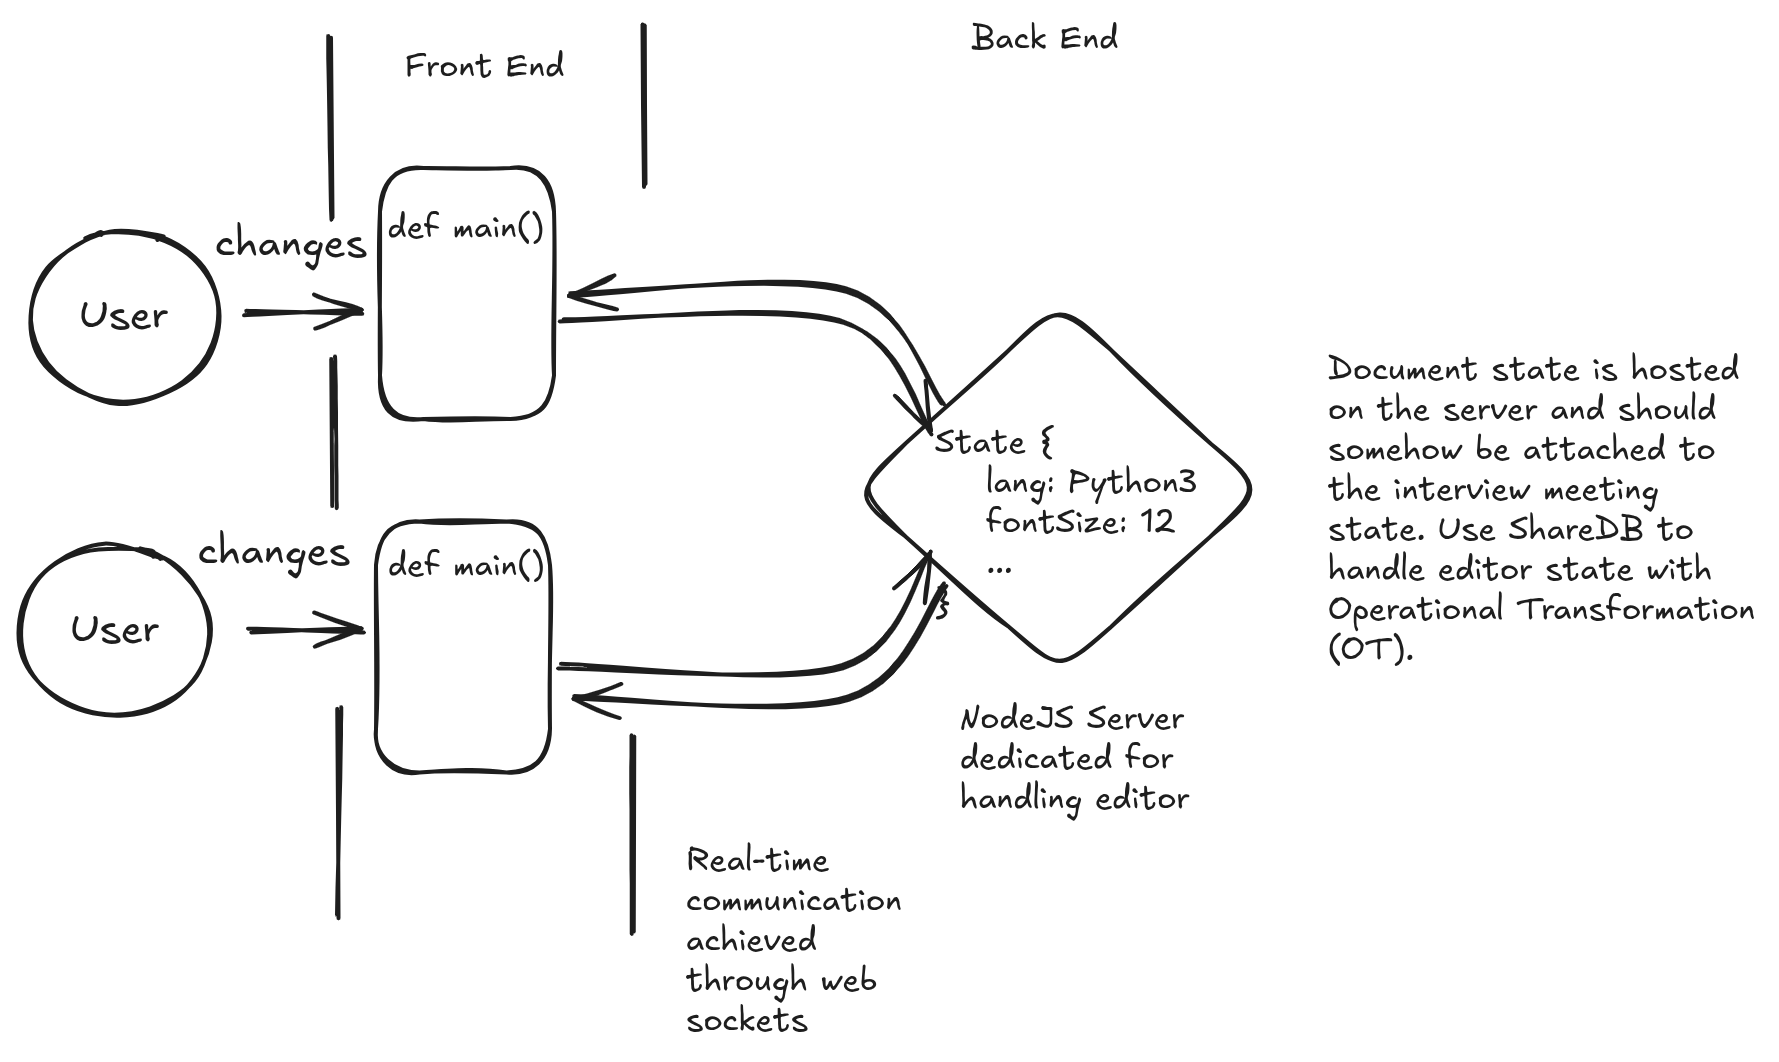 Front End
Back End
changes
def main()
User
State {
lang: Python3
fontSize: 12
...
}
changes
def main()
User
Document state is hosted
on the server and should
somehow be attached to
the interview meeting
state. Use ShareDB to
handle editor state with
Operational Transformation
(OT).
NodeJS Server
dedicated for
handling editor
Real-time
communication
achieved
through web
sockets